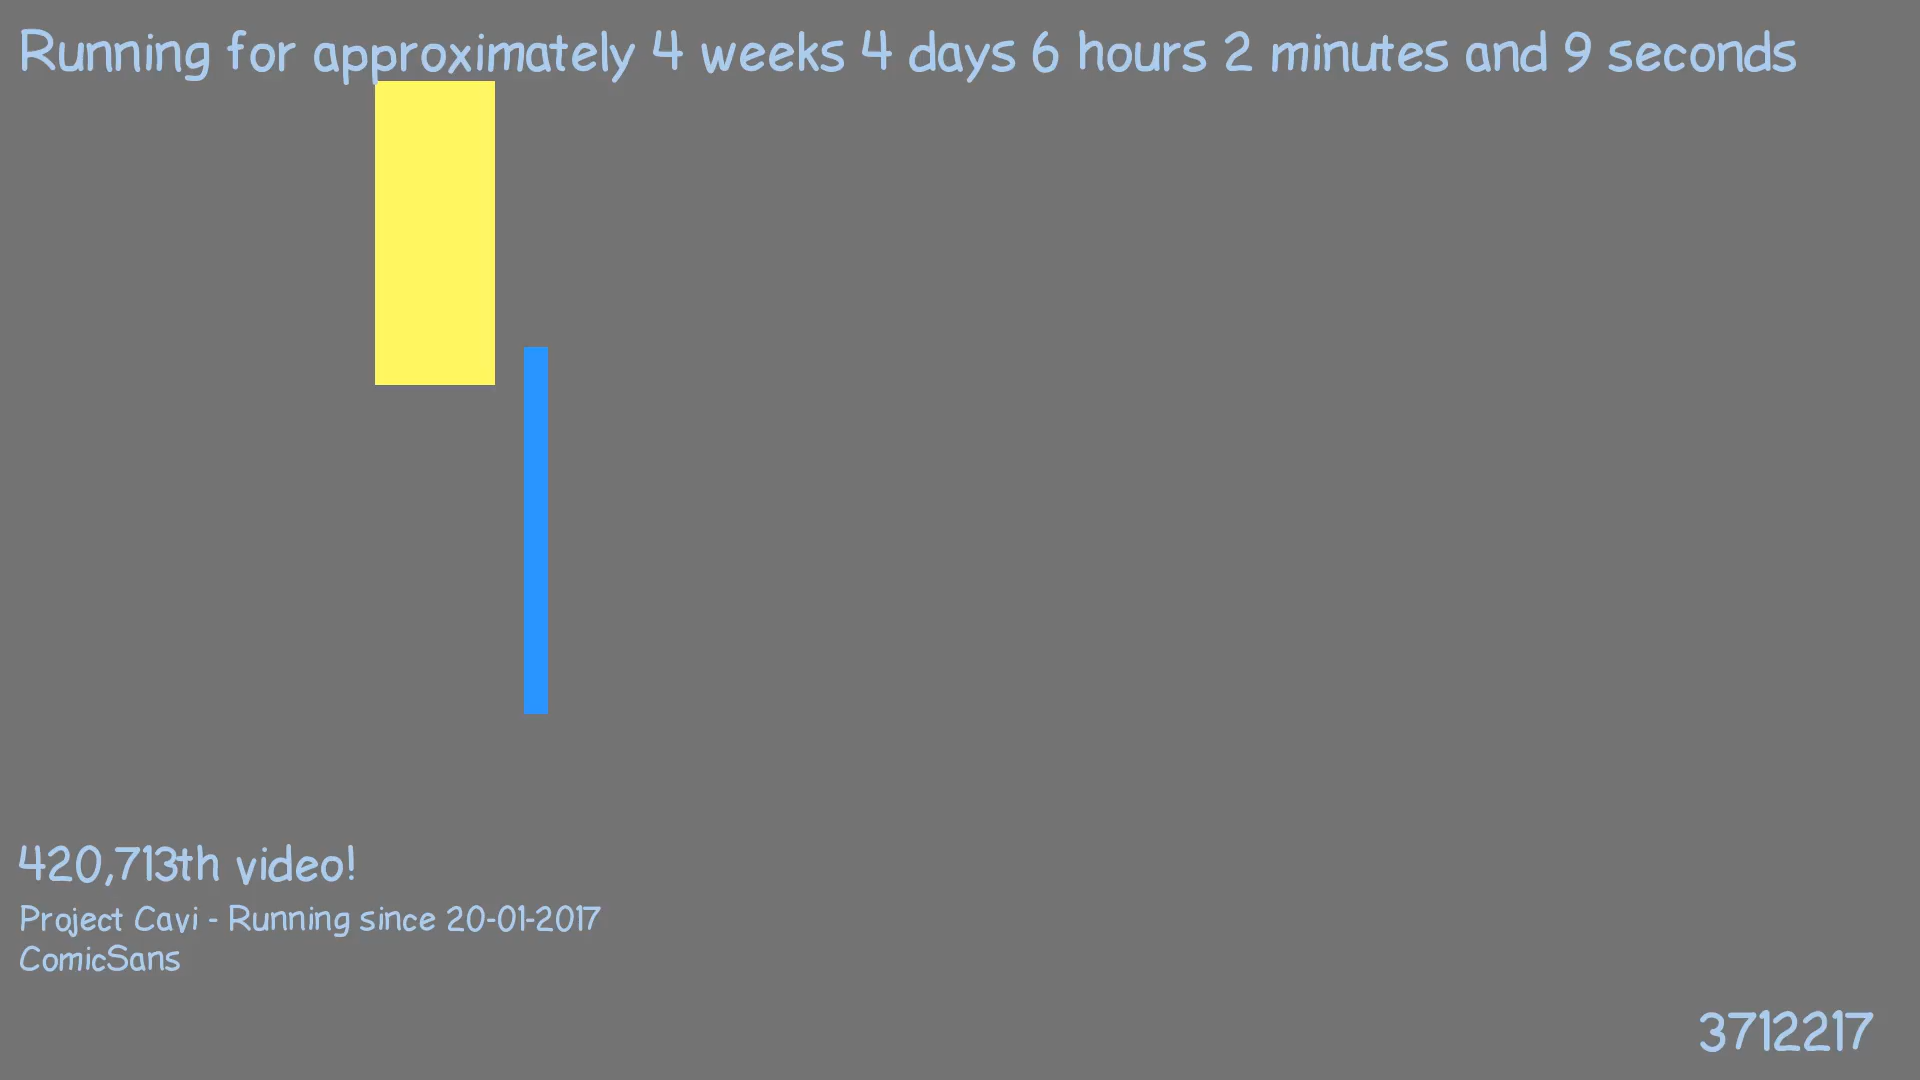 Running for approximately 4 weeks 4 days 6 hours 2 minutes and 9 seconds
420,713th video!
Project Cavi - Running since 20-01-2017
ComicSans
3712217